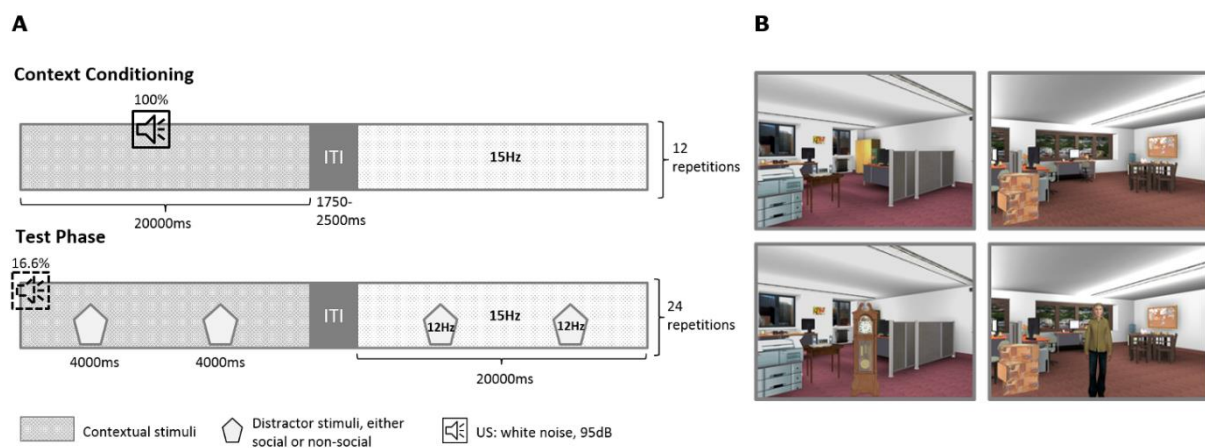 A
B
Context Conditioning
100%
ITI
15Hz
12
repetitions
20000ms
1750-
2500ms
Test Phase
16.6%
ITI
15Hz
12Hz
12Hz
24
repetitions
4000ms
4000ms
20000ms
Contextual stimuli
Distractor stimuli, either
social or non-social
US: white noise, 95dB